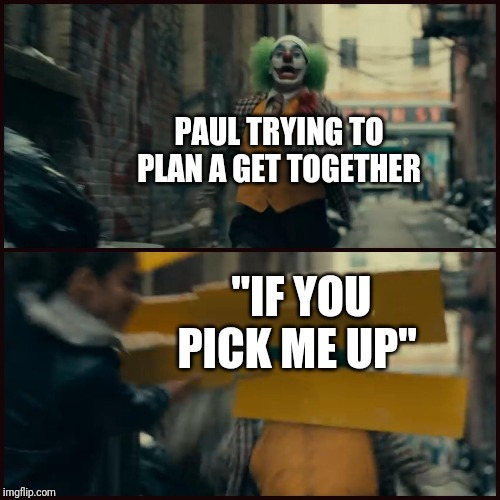 PAUL TRYING TO
PLAN A GET TOGETHER
"IF YOU
PICK ME UP"
imgflip.com